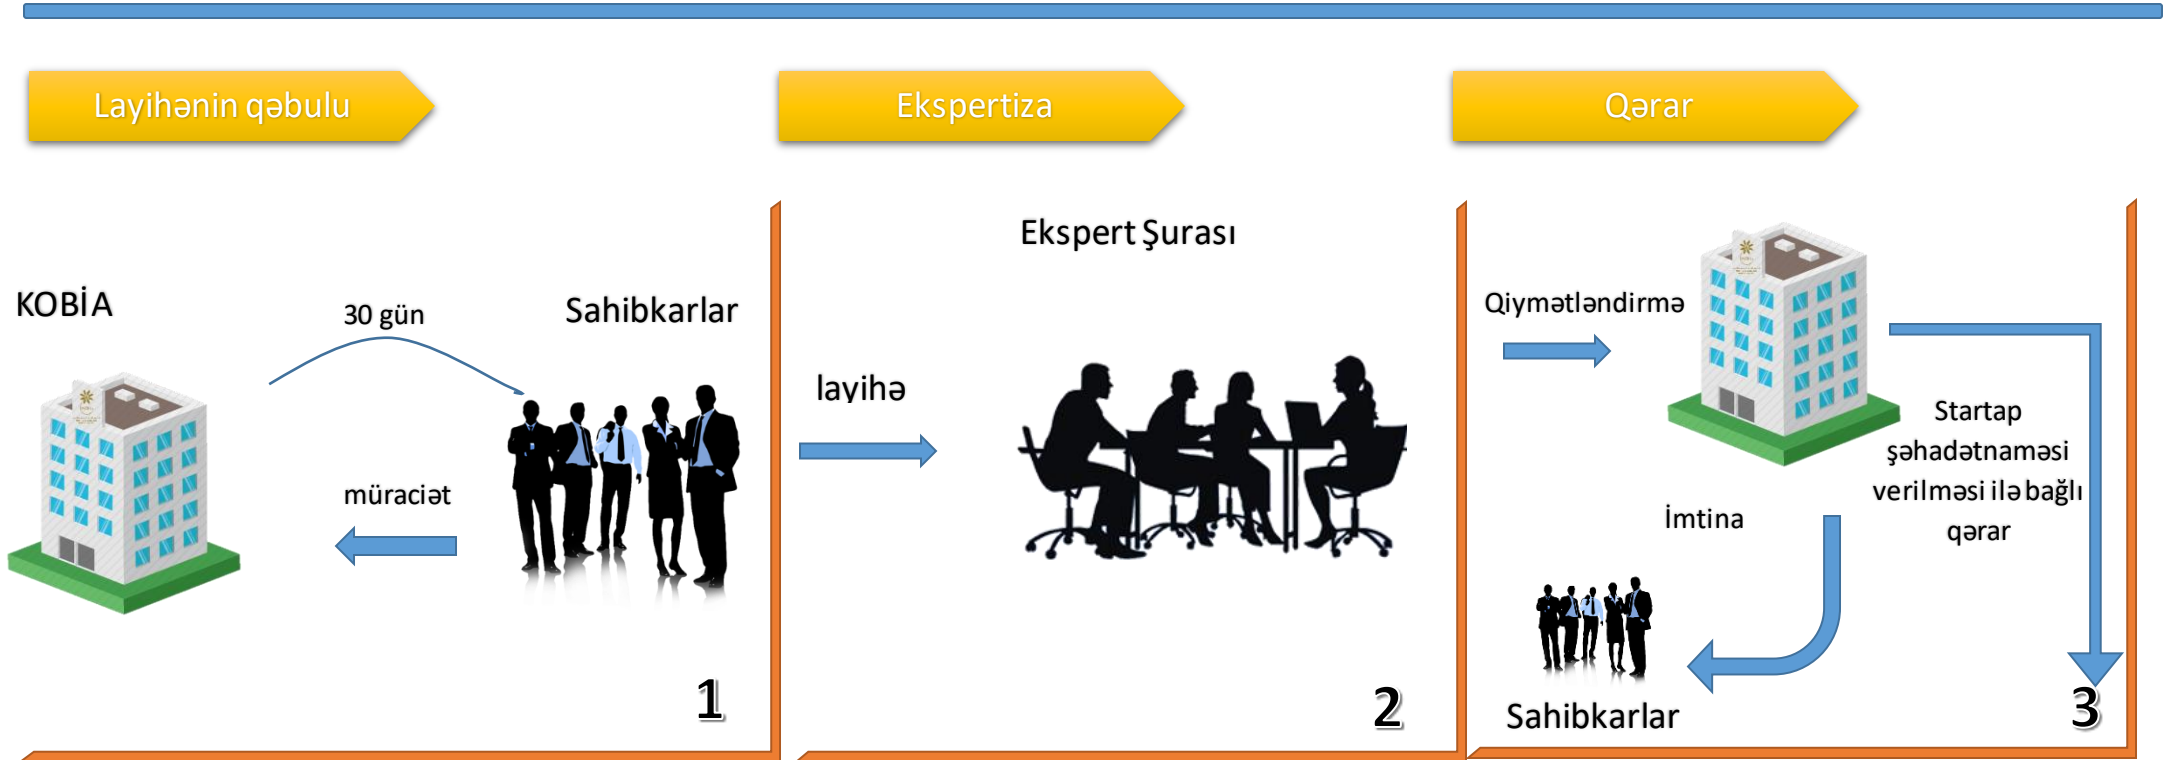 Layihənin qəbulu
Ekspertiza
Qərar
KOBİA
30 gün
Sahibkarlar
müraciət
1
Ekspert Şurası
layihə
2
Qiymətləndirmə
Startap
şəhadətnaməsi
verilməsi ilə bağlı
qərar
İmtina
Sahibkarlar
3